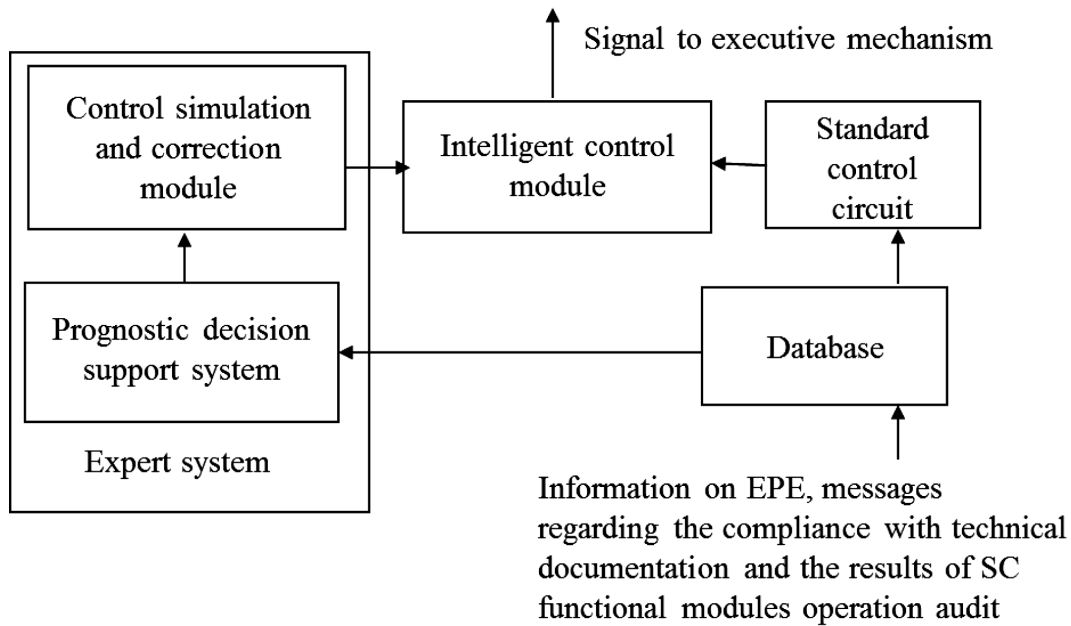 Signal to executive mechanism
Control simulation
and correction
module
Intelligent control
module
Standard
control
circuit
Prognostic decision
support system
Database
Expert system
Information on EPE, messages
regarding the compliance with technical
documentation and the results of SC
functional modules operation audit